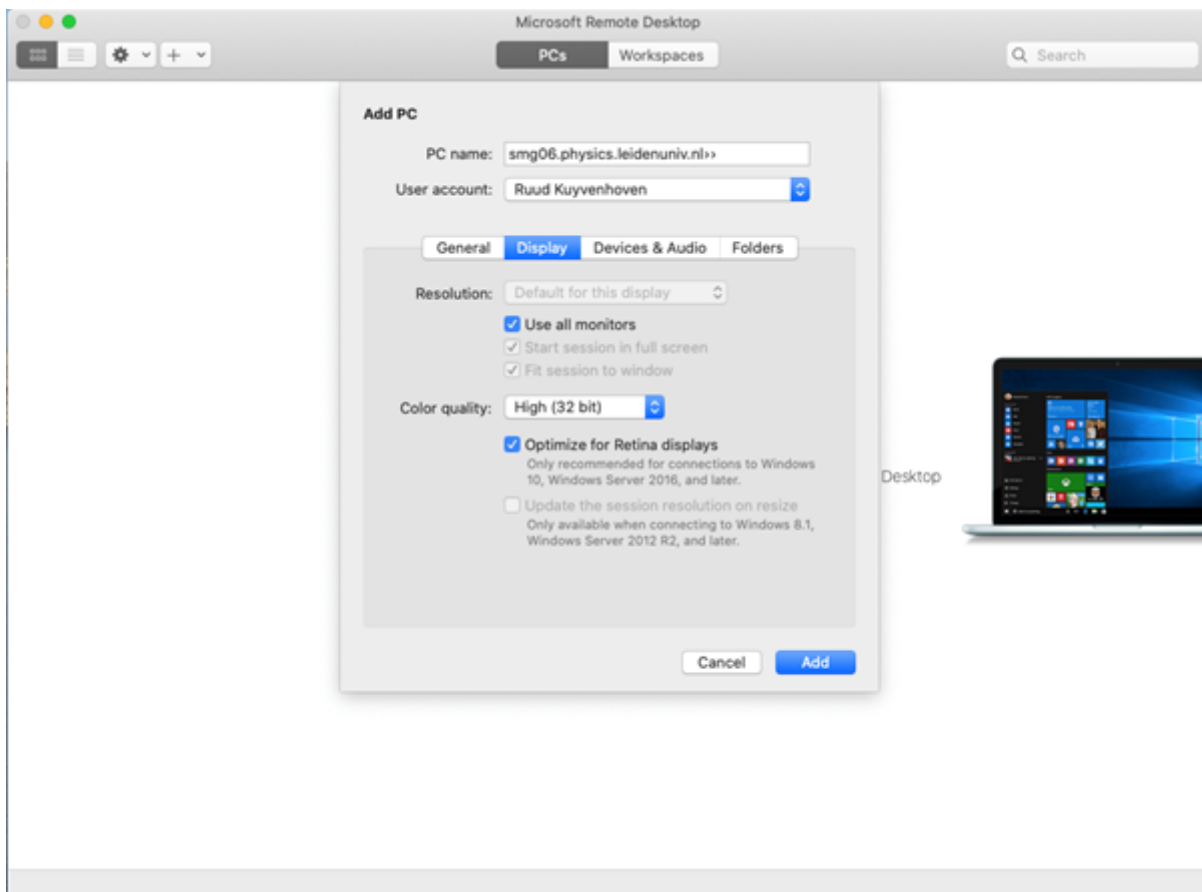 Microsoft Remote Desktop
PCs Workspaces Search
Add PC
PC name: smg06.physics.leidenuniv.nl››
User account: Ruud Kuyvenhoven
General Display Devices & Audio Folders
Resolution: Default for this display
Use all monitors
Start session in full screen
Fit session to window
Color quality: High (32 bit)
Optimize for Retina displays
Only recommended for connections to Windows
10, Windows Server 2016, and later.
Desktop
Update the session resolution on resize
Only available when connecting to Windows 8.1,
Windows Server 2012 R2, and later.
Cancel Add